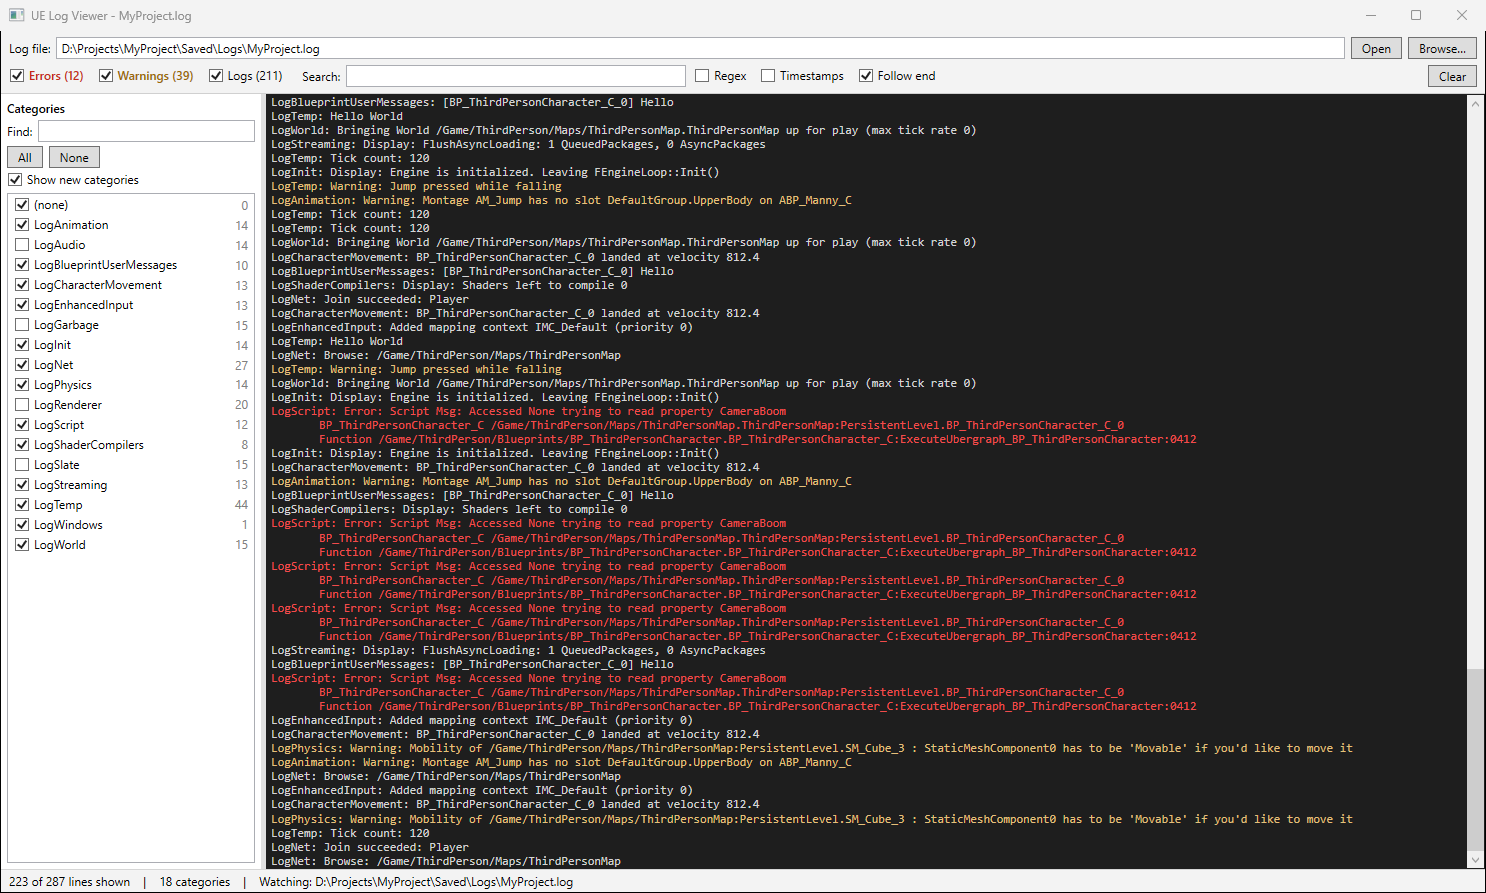 UE Log Viewer - MyProject.log
Log file: D:\Projects\MyProject\Saved\Logs\MyProject.log Open Browse...
Errors (12) Warnings (39) Logs (211) Search: Regex Timestamps Follow end Clear
Categories
Find:
All None
Show new categories
(none) 0
LogAnimation 14
LogAudio 14
LogBlueprintUserMessages 10
LogCharacterMovement 13
LogEnhancedInput 13
LogGarbage 15
LogInit 14
LogNet 27
LogPhysics 14
LogRenderer 20
LogScript 12
LogShaderCompilers 8
LogSlate 15
LogStreaming 13
LogTemp 44
LogWindows 1
LogWorld 15
LogBlueprintUserMessages: [BP_ThirdPersonCharacter_C_0] Hello
LogTemp: Hello World
LogWorld: Bringing World /Game/ThirdPerson/Maps/ThirdPersonMap.ThirdPersonMap up for play (max tick rate 0)
LogStreaming: Display: FlushAsyncLoading: 1 QueuedPackages, 0 AsyncPackages
LogTemp: Tick count: 120
LogInit: Display: Engine is initialized. Leaving FEngineLoop::Init()
LogTemp: Warning: Jump pressed while falling
LogAnimation: Warning: Montage AM_Jump has no slot DefaultGroup.UpperBody on ABP_Manny_C
LogTemp: Tick count: 120
LogTemp: Tick count: 120
LogWorld: Bringing World /Game/ThirdPerson/Maps/ThirdPersonMap.ThirdPersonMap up for play (max tick rate 0)
LogCharacterMovement: BP_ThirdPersonCharacter_C_0 landed at velocity 812.4
LogBlueprintUserMessages: [BP_ThirdPersonCharacter_C_0] Hello
LogShaderCompilers: Display: Shaders left to compile 0
LogNet: Join succeeded: Player
LogCharacterMovement: BP_ThirdPersonCharacter_C_0 landed at velocity 812.4
LogEnhancedInput: Added mapping context IMC_Default (priority 0)
LogTemp: Hello World
LogNet: Browse: /Game/ThirdPerson/Maps/ThirdPersonMap
LogTemp: Warning: Jump pressed while falling
LogWorld: Bringing World /Game/ThirdPerson/Maps/ThirdPersonMap.ThirdPersonMap up for play (max tick rate 0)
LogInit: Display: Engine is initialized. Leaving FEngineLoop::Init()
LogScript: Error: Script Msg: Accessed None trying to read property CameraBoom
BP_ThirdPersonCharacter_C /Game/ThirdPerson/Maps/ThirdPersonMap.ThirdPersonMap:PersistentLevel.BP_ThirdPersonCharacter_C_0
Function /Game/ThirdPerson/Blueprints/BP_ThirdPersonCharacter.BP_ThirdPersonCharacter_C:ExecuteUbergraph_BP_ThirdPersonCharacter:0412
LogInit: Display: Engine is initialized. Leaving FEngineLoop::Init()
LogCharacterMovement: BP_ThirdPersonCharacter_C_0 landed at velocity 812.4
LogAnimation: Warning: Montage AM_Jump has no slot DefaultGroup.UpperBody on ABP_Manny_C
LogBlueprintUserMessages: [BP_ThirdPersonCharacter_C_0] Hello
LogShaderCompilers: Display: Shaders left to compile 0
LogScript: Error: Script Msg: Accessed None trying to read property CameraBoom
BP_ThirdPersonCharacter_C /Game/ThirdPerson/Maps/ThirdPersonMap.ThirdPersonMap:PersistentLevel.BP_ThirdPersonCharacter_C_0
Function /Game/ThirdPerson/Blueprints/BP_ThirdPersonCharacter.BP_ThirdPersonCharacter_C:ExecuteUbergraph_BP_ThirdPersonCharacter:0412
LogScript: Error: Script Msg: Accessed None trying to read property CameraBoom
BP_ThirdPersonCharacter_C /Game/ThirdPerson/Maps/ThirdPersonMap.ThirdPersonMap:PersistentLevel.BP_ThirdPersonCharacter_C_0
Function /Game/ThirdPerson/Blueprints/BP_ThirdPersonCharacter.BP_ThirdPersonCharacter_C:ExecuteUbergraph_BP_ThirdPersonCharacter:0412
LogScript: Error: Script Msg: Accessed None trying to read property CameraBoom
BP_ThirdPersonCharacter_C /Game/ThirdPerson/Maps/ThirdPersonMap.ThirdPersonMap:PersistentLevel.BP_ThirdPersonCharacter_C_0
Function /Game/ThirdPerson/Blueprints/BP_ThirdPersonCharacter.BP_ThirdPersonCharacter_C:ExecuteUbergraph_BP_ThirdPersonCharacter:0412
LogStreaming: Display: FlushAsyncLoading: 1 QueuedPackages, 0 AsyncPackages
LogBlueprintUserMessages: [BP_ThirdPersonCharacter_C_0] Hello
LogScript: Error: Script Msg: Accessed None trying to read property CameraBoom
BP_ThirdPersonCharacter_C /Game/ThirdPerson/Maps/ThirdPersonMap.ThirdPersonMap:PersistentLevel.BP_ThirdPersonCharacter_C_0
Function /Game/ThirdPerson/Blueprints/BP_ThirdPersonCharacter.BP_ThirdPersonCharacter_C:ExecuteUbergraph_BP_ThirdPersonCharacter:0412
LogEnhancedInput: Added mapping context IMC_Default (priority 0)
LogCharacterMovement: BP_ThirdPersonCharacter_C_0 landed at velocity 812.4
LogPhysics: Warning: Mobility of /Game/ThirdPerson/Maps/ThirdPersonMap:PersistentLevel.SM_Cube_3 : StaticMeshComponent0 has to be 'Movable' if you'd like to move it
LogAnimation: Warning: Montage AM_Jump has no slot DefaultGroup.UpperBody on ABP_Manny_C
LogNet: Browse: /Game/ThirdPerson/Maps/ThirdPersonMap
LogEnhancedInput: Added mapping context IMC_Default (priority 0)
LogCharacterMovement: BP_ThirdPersonCharacter_C_0 landed at velocity 812.4
LogPhysics: Warning: Mobility of /Game/ThirdPerson/Maps/ThirdPersonMap:PersistentLevel.SM_Cube_3 : StaticMeshComponent0 has to be 'Movable' if you'd like to move it
LogTemp: Tick count: 120
LogNet: Join succeeded: Player
LogNet: Browse: /Game/ThirdPerson/Maps/ThirdPersonMap
223 of 287 lines shown | 18 categories | Watching: D:\Projects\MyProject\Saved\Logs\MyProject.log